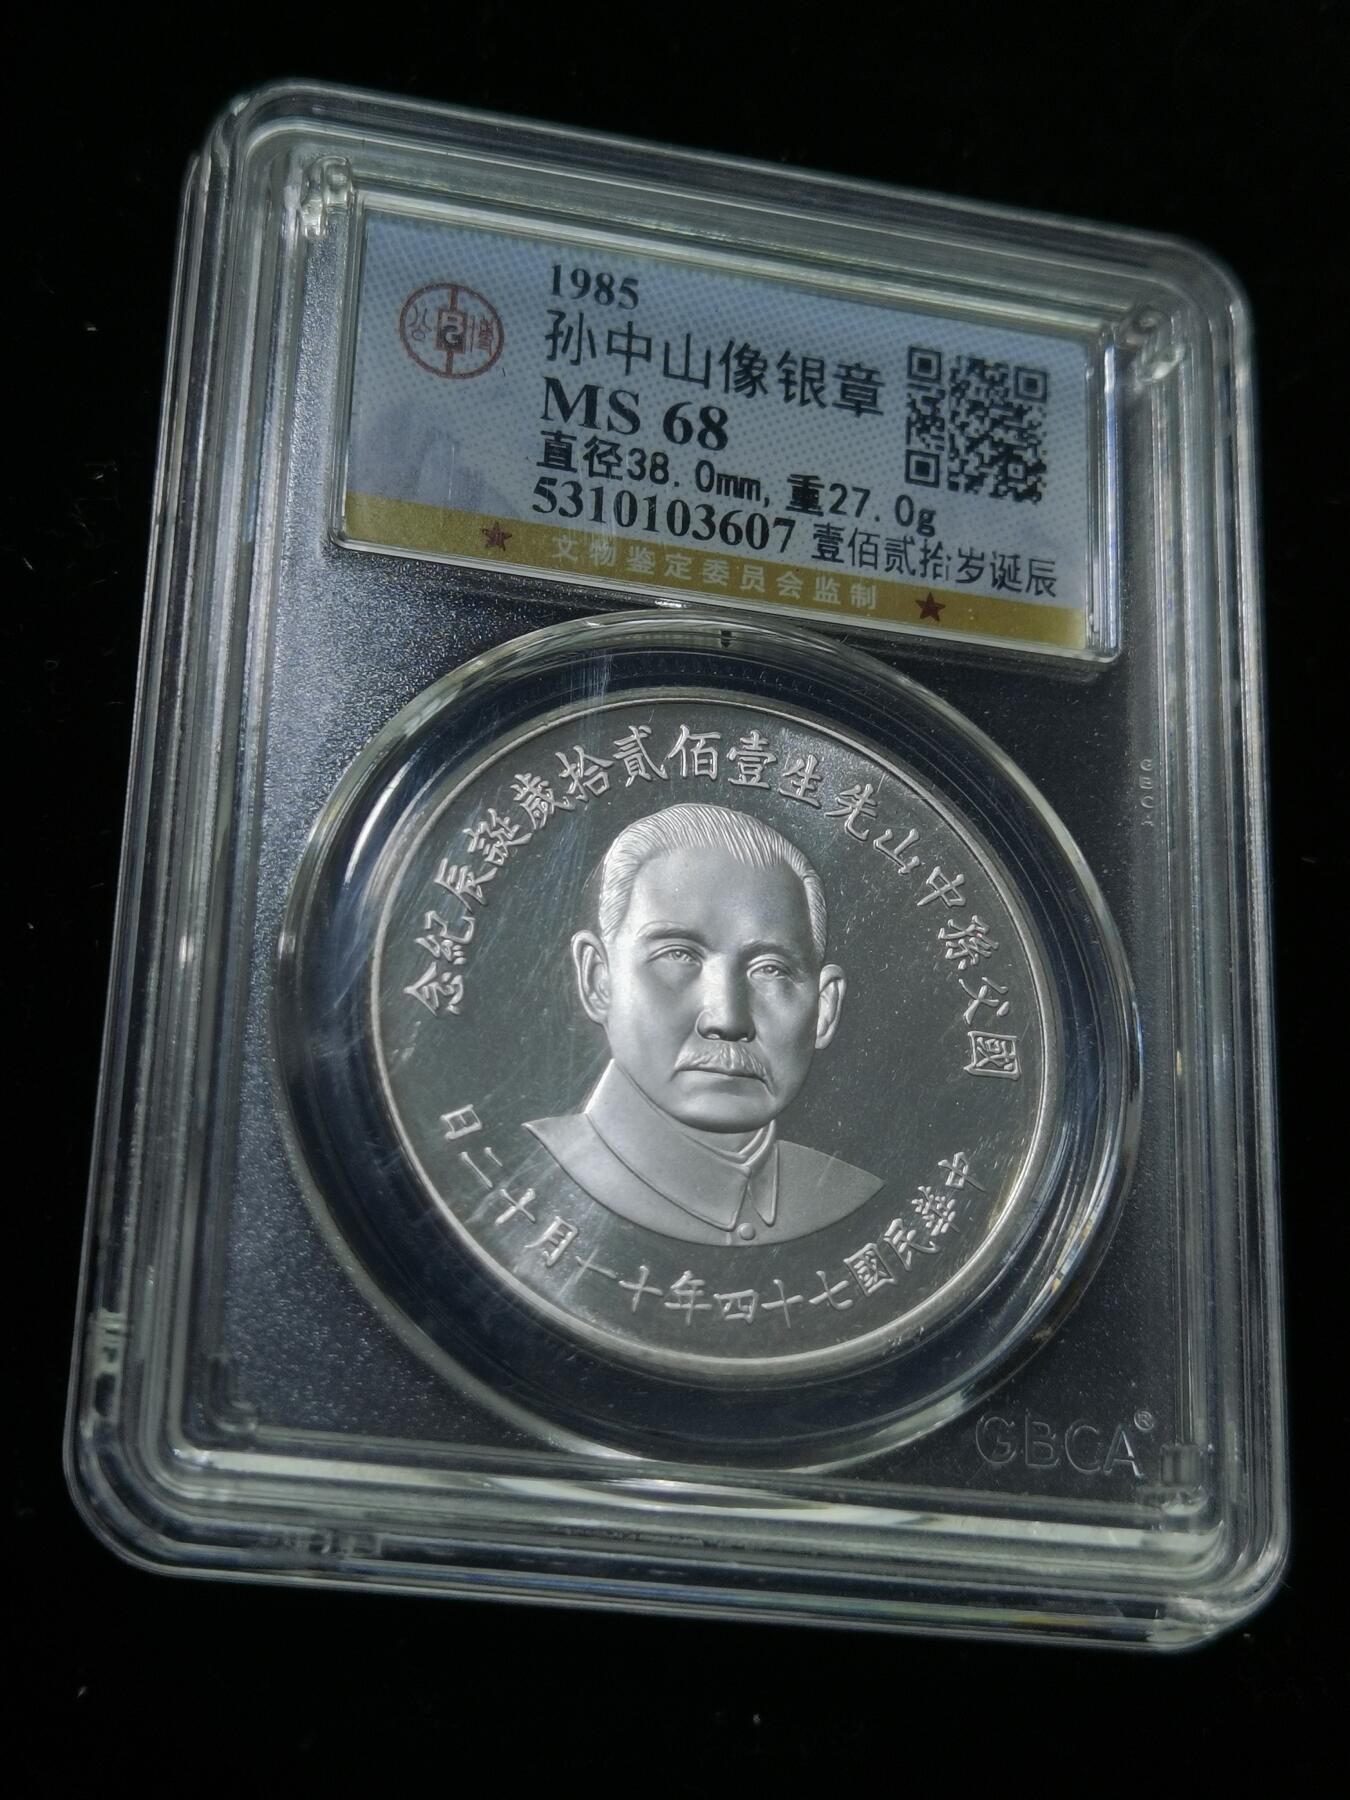 1985
孙中山像银章
MS 68
直径38.0mm,重27.0g
5310103607 壹佰贰拾岁诞辰
文物鉴定委员会监制
國父孫中山先生壹佰貳拾歲誕辰紀念
中華民國七十四年十一月十二日
GBCA
GBCA®